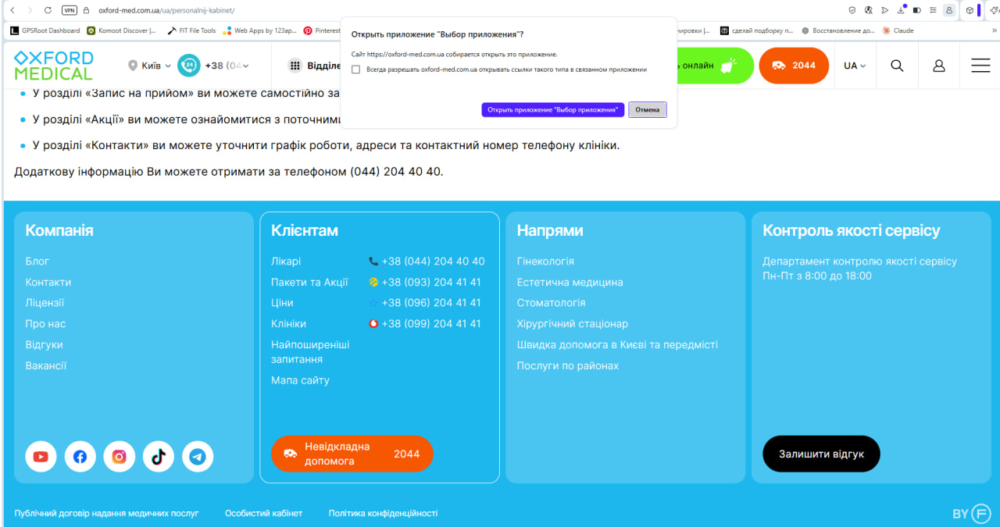 VPN oxford-med.com.ua/ua/personalnij-kabinet/
GPSRoot Dashboard Komoot Discover |... FIT File Tools Web Apps by 123ap... Pinterest
сделай подборку п... Восстановление до... Claude »
Открыть приложение "Выбор приложения"?
Сайт https://oxford-med.com.ua собирается открыть это приложение.
Всегда разрешать oxford-med.com.ua открывать ссылки такого типа в связанном приложении
Открыть приложение "Выбор приложения" Отмена
OXFORD
MEDICAL
Київ 24 +38 (04 Відділе онлайн 2044 UA
У розділі «Запис на прийом» ви можете самостійно за
У розділі «Акції» ви можете ознайомитися з поточними
У розділі «Контакти» ви можете уточнити графік роботи, адреси та контактний номер телефону клініки.
Додаткову інформацію Ви можете отримати за телефоном (044) 204 40 40.
Компанія
Блог
Контакти
Ліцензії
Про нас
Відгуки
Вакансії
Клієнтам
Лікарі +38 (044) 204 40 40
Пакети та Акції +38 (093) 204 41 41
Ціни +38 (096) 204 41 41
Клініки +38 (099) 204 41 41
Найпоширеніші
запитання
Мапа сайту
Невідкладна
допомога 2044
Напрями
Гінекологія
Естетична медицина
Стоматологія
Хірургічний стаціонар
Швидка допомога в Києві та передмісті
Послуги по районах
Контроль якості сервісу
Департамент контролю якості сервісу
Пн-Пт з 8:00 до 18:00
Залишити відгук
Публічний договір надання медичних послуг Особистий кабінет Політика конфіденційності
BY F